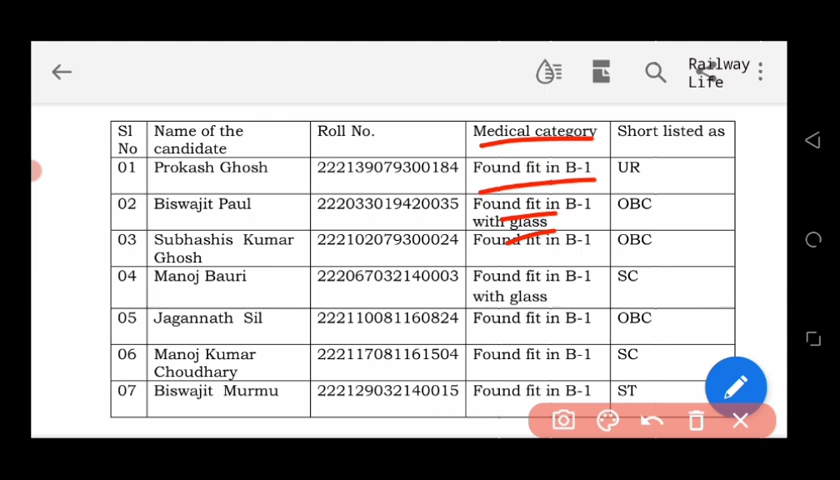 Railway
Life
Sl No Name of the candidate Roll No. Medical category Short listed as
01 Prokash Ghosh 222139079300184 Found fit in B-1 UR
02 Biswajit Paul 222033019420035 Found fit in B-1 with glass OBC
03 Subhashis Kumar Ghosh 222102079300024 Found fit in B-1 OBC
04 Manoj Bauri 222067032140003 Found fit in B-1 with glass SC
05 Jagannath Sil 222110081160824 Found fit in B-1 OBC
06 Manoj Kumar Choudhary 222117081161504 Found fit in B-1 SC
07 Biswajit Murmu 222129032140015 Found fit in B-1 ST